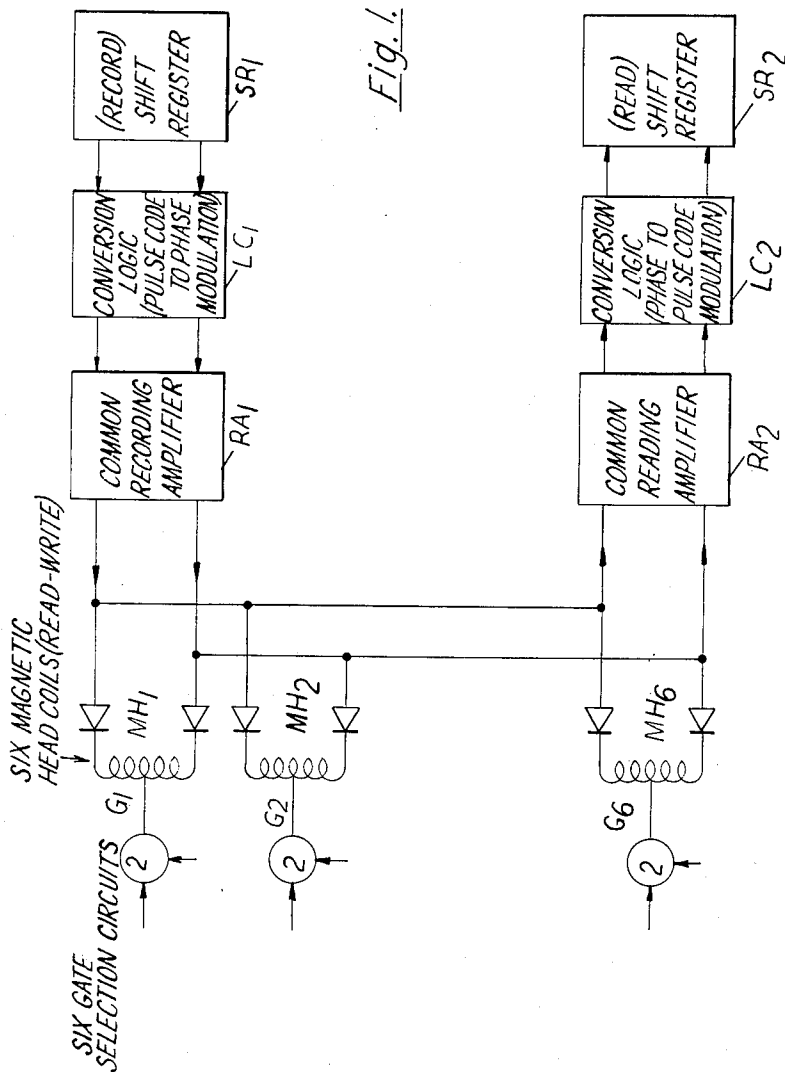 (RECORD)
SHIFT
REGISTER
SR1
CONVERSION
LOGIC
(PULSE CODE
TO PHASE
MODULATION)
LC1
COMMON
RECORDING
AMPLIFIER
RA1
SIX MAGNETIC
HEAD COILS (READ-WRITE)
MH1
G1
2
SIX GATE
SELECTION CIRCUITS
MH2
G2
2
Fig. 1.
(READ)
SHIFT
REGISTER
SR2
CONVERSION
LOGIC
(PHASE TO
PULSE CODE
MODULATION)
LC2
COMMON
READING
AMPLIFIER
RA2
MH6
G6
2